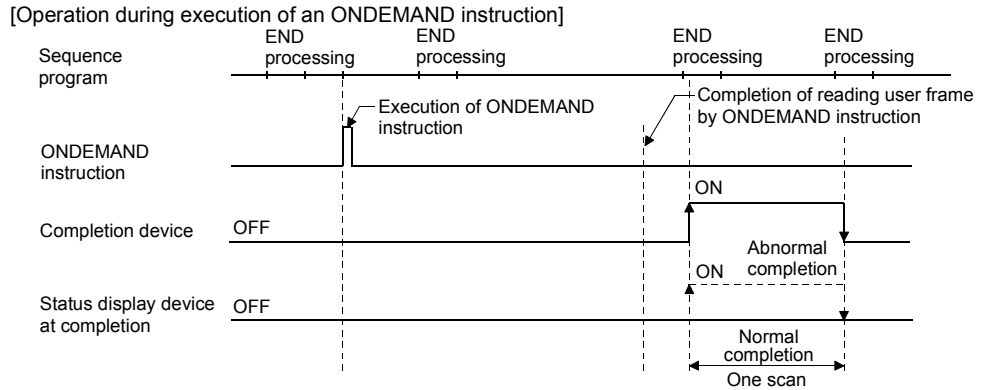 [Operation during execution of an ONDEMAND instruction]
END
processing
END
processing
END
processing
END
processing
Sequence
program
Execution of ONDEMAND
instruction
Completion of reading user frame
by ONDEMAND instruction
ONDEMAND
instruction
ON
Completion device
OFF
Abnormal
completion
ON
Status display device
at completion
OFF
Normal
completion
One scan